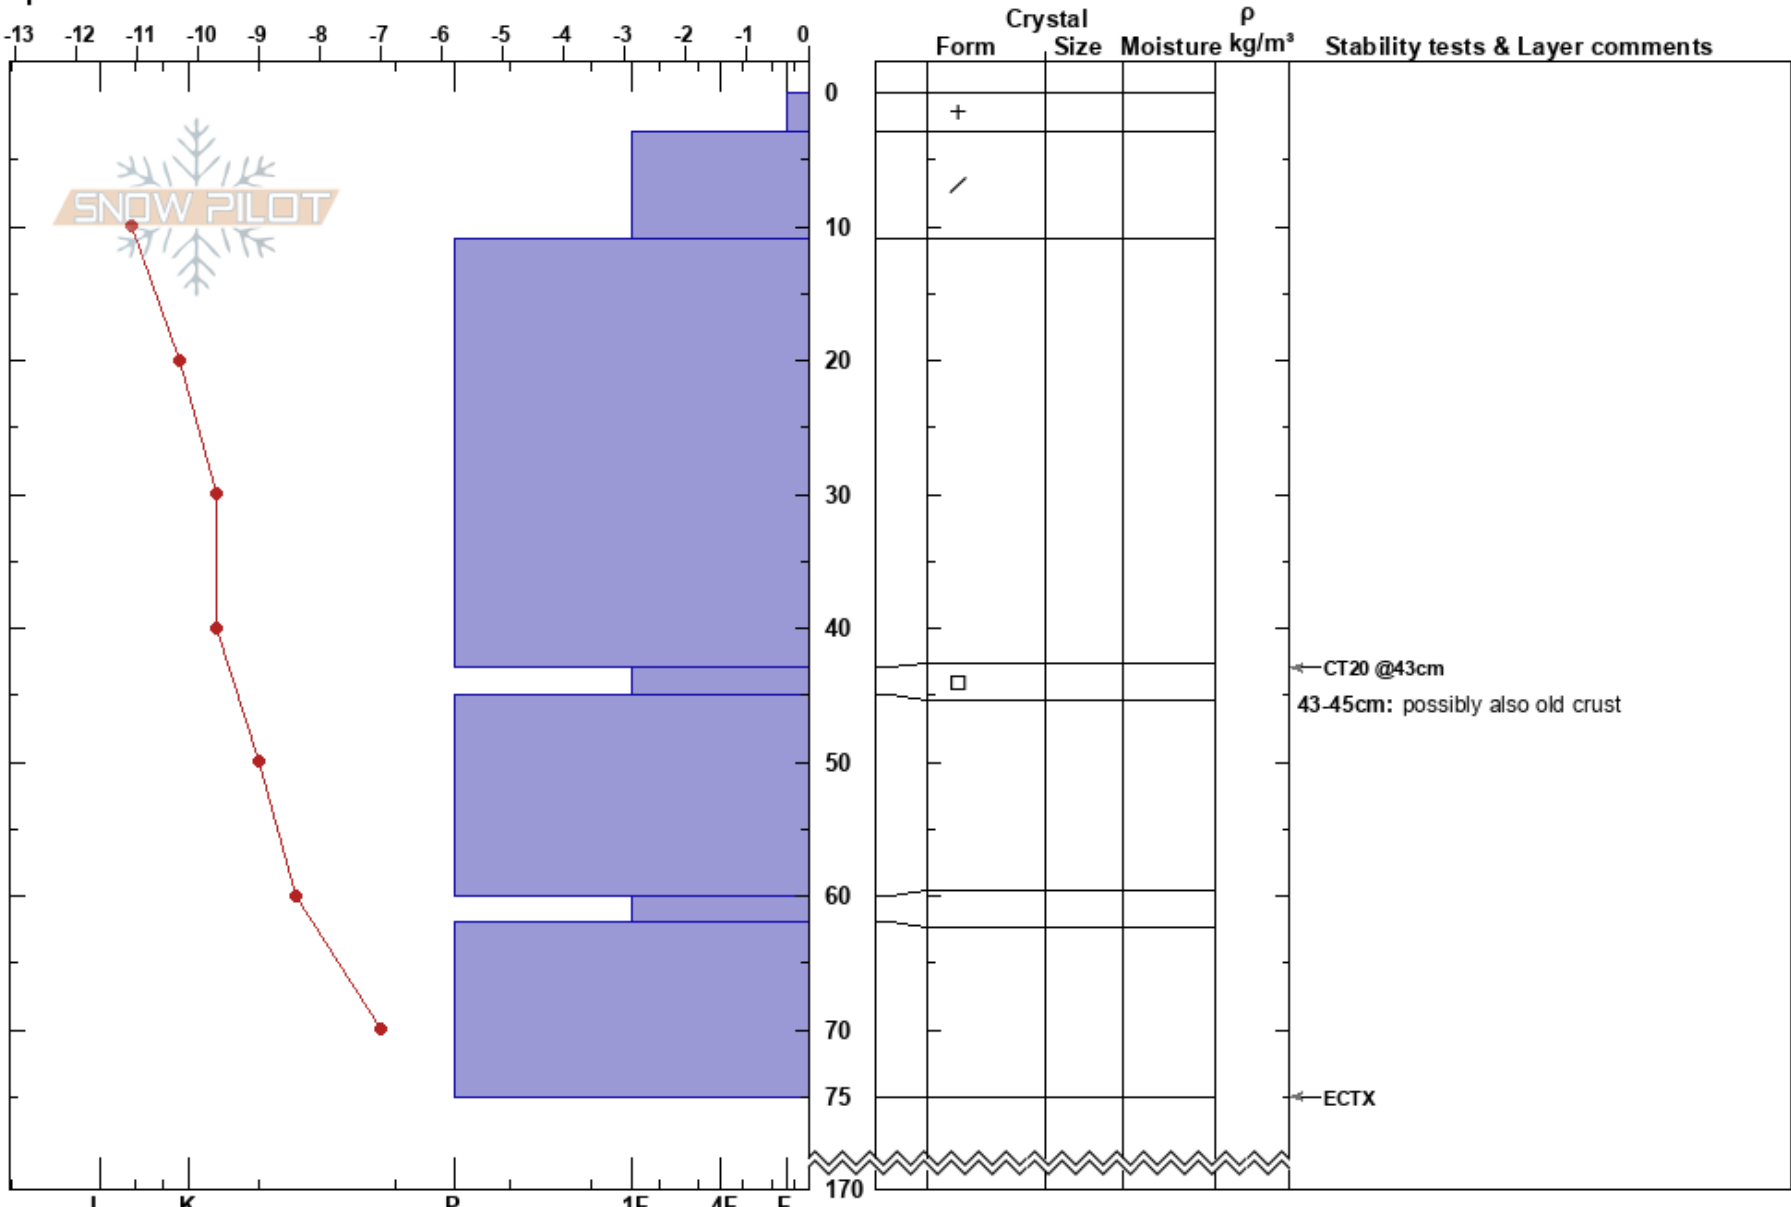 -13 -12 -11 -10 -9 -8 -7 -6 -5 -4 -3 -2 -1 0
Crystal
ρ
Form Size Moisture kg/m³ Stability tests & Layer comments
0
SNOW PILOT
10
20
30
40
CT20 @43cm
43-45cm: possibly also old crust
50
60
70
75
ECTX
170
I K P 1F 4F F